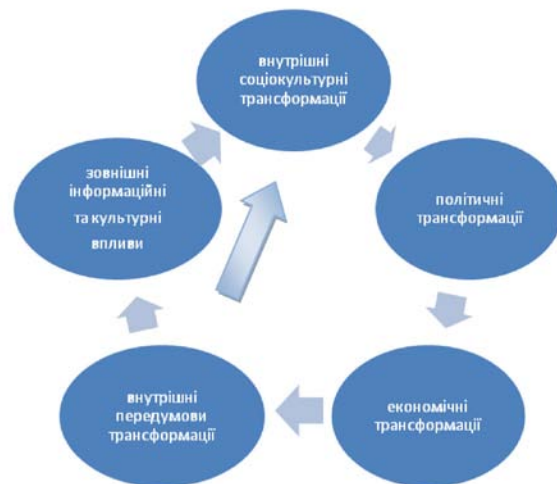 внутрішні
соціокультурні
трансформації
політичні
трансформації
економічні
трансформації
внутрішні
передумови
трансформації
зовнішні
інформаційні
та культурні
впливи